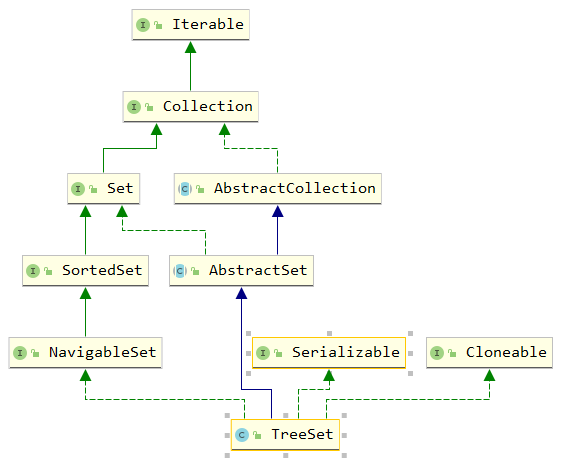 I Iterable
I Collection
I Set
C AbstractCollection
I SortedSet
C AbstractSet
I NavigableSet
I Serializable
I Cloneable
C TreeSet